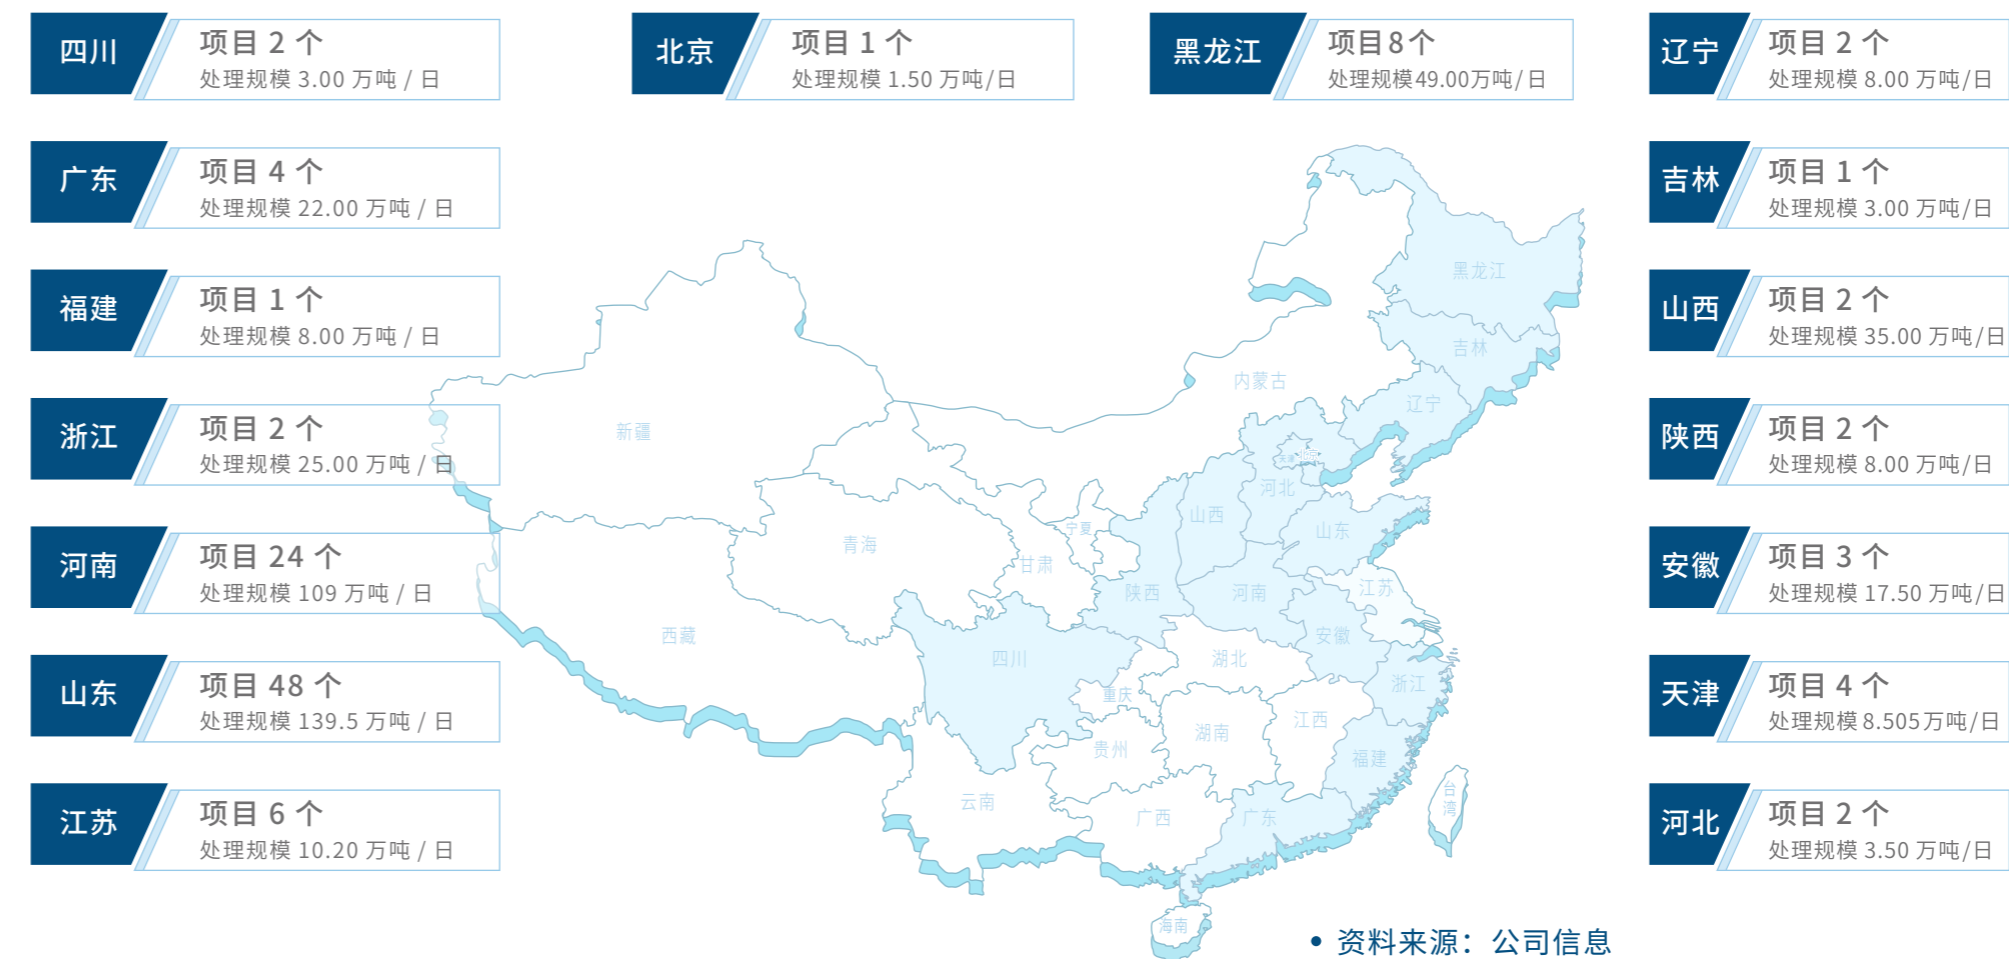 四川
项目 2 个
处理规模 3.00 万吨 / 日
北京
项目 1 个
处理规模 1.50 万吨/日
黑龙江
项目8个
处理规模49.00万吨/日
辽宁
项目 2 个
处理规模 8.00 万吨/日
广东
项目 4 个
处理规模 22.00 万吨 / 日
吉林
项目 1 个
处理规模 3.00 万吨/日
福建
项目 1 个
处理规模 8.00 万吨 / 日
山西
项目 2 个
处理规模 35.00 万吨/日
浙江
项目 2 个
处理规模 25.00 万吨 / 日
陕西
项目 2 个
处理规模 8.00 万吨/日
河南
项目 24 个
处理规模 109 万吨 / 日
安徽
项目 3 个
处理规模 17.50 万吨/日
山东
项目 48 个
处理规模 139.5 万吨 / 日
天津
项目 4 个
处理规模8.505万吨/日
江苏
项目 6 个
处理规模 10.20 万吨 / 日
河北
项目 2 个
处理规模 3.50 万吨/日
黑龙江
吉林
内蒙古
辽宁
新疆
天津
北京
河北
山西
宁夏
山东
青海
甘肃
陕西
河南
江苏
西藏
安徽
四川
湖北
重庆
浙江
江西
湖南
贵州
福建
云南
广西
广东
台湾
海南
• 资料来源：公司信息